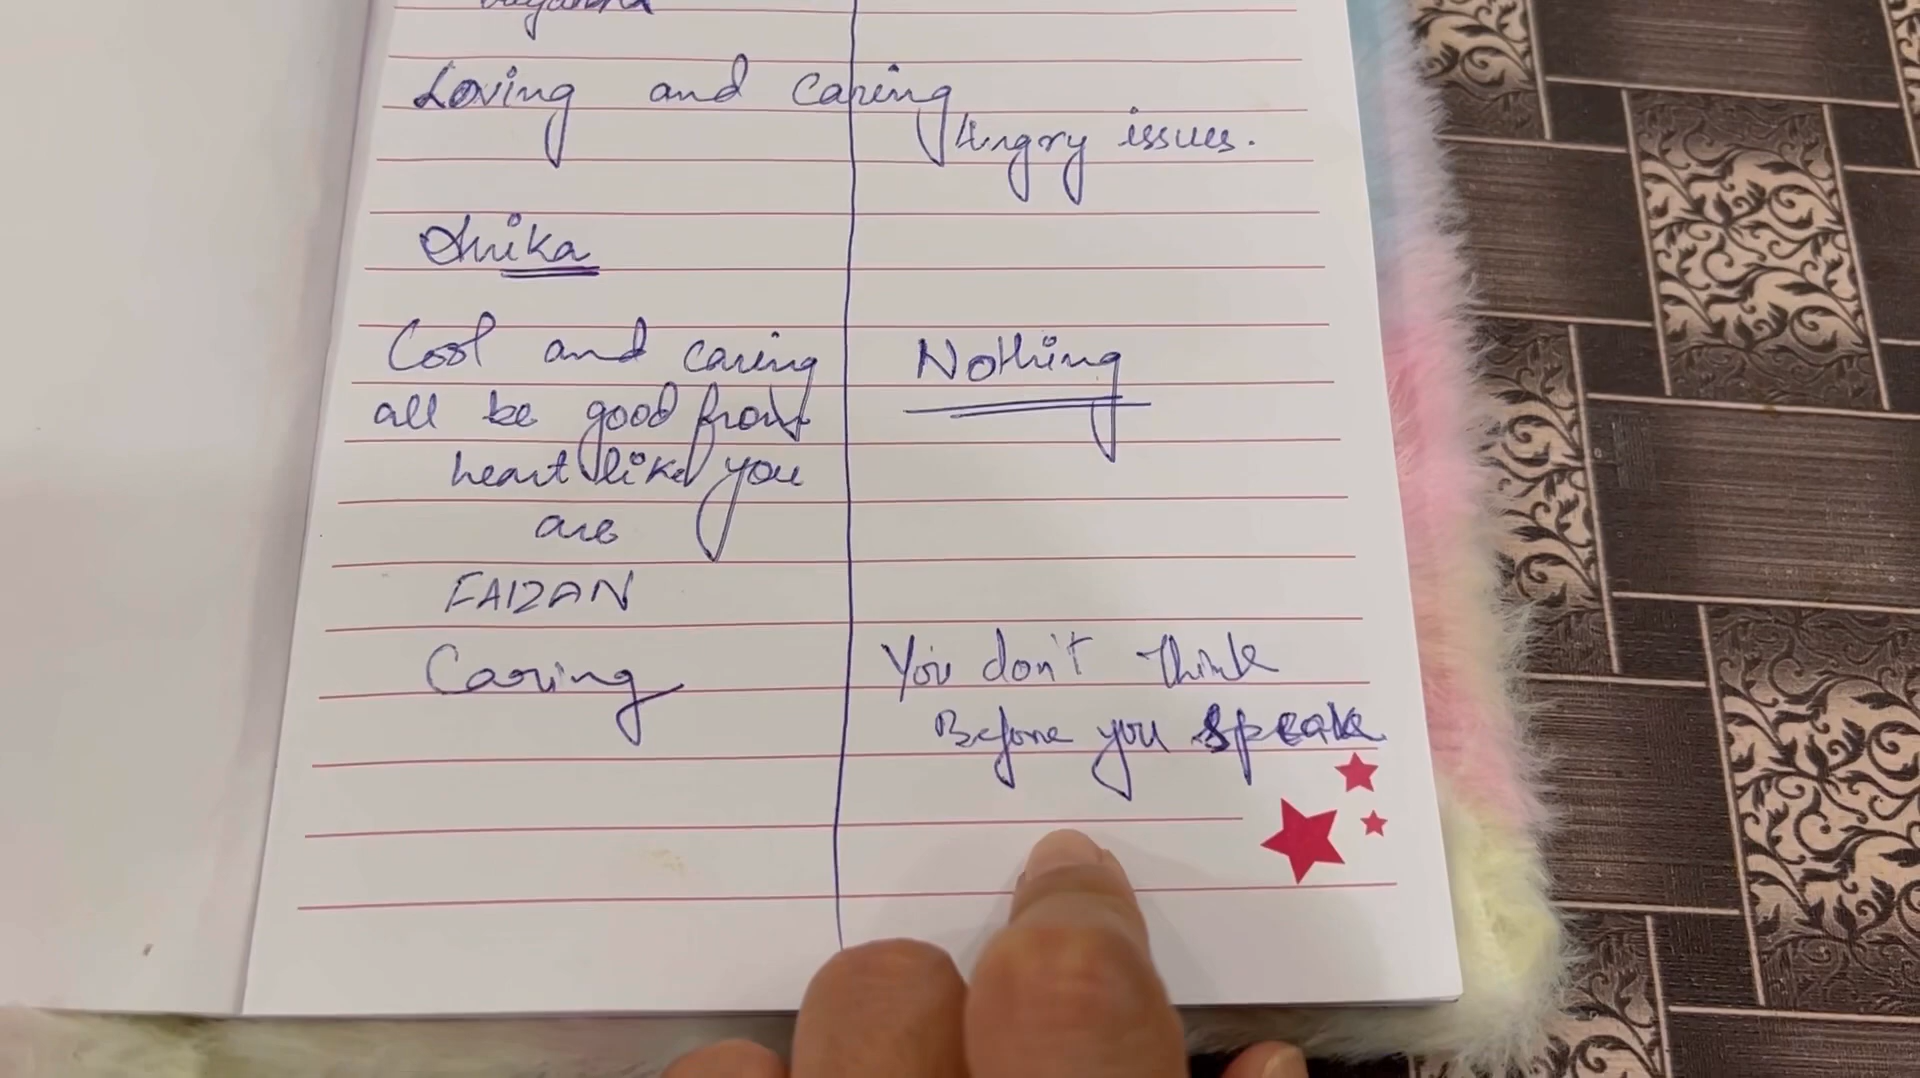 Loving and caring
Angry issues.
Anika
Cool and caring
Nothing
all be good from
heart like you
are
FAIZAN
Caring
You don't think
Before you speak